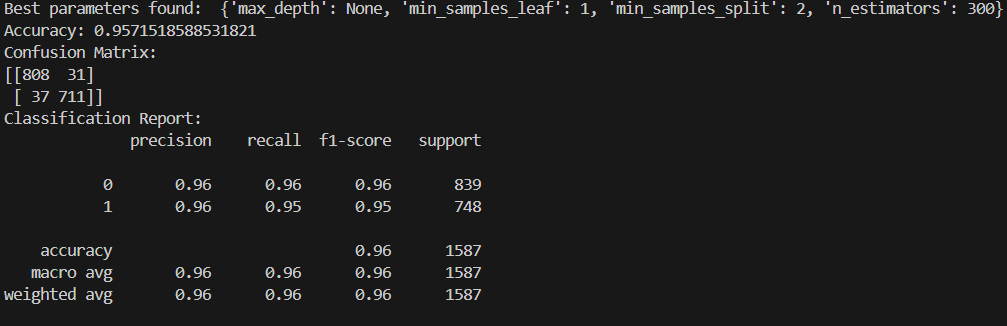 Best parameters found:  {'max_depth': None, 'min_samples_leaf': 1, 'min_samples_split': 2, 'n_estimators': 300}
Accuracy: 0.9571518588531821
Confusion Matrix:
[[808  31]
 [ 37 711]]
Classification Report:
              precision    recall  f1-score   support
           0       0.96      0.96      0.96       839
           1       0.96      0.95      0.95       748
    accuracy                           0.96      1587
   macro avg       0.96      0.96      0.96      1587
weighted avg       0.96      0.96      0.96      1587